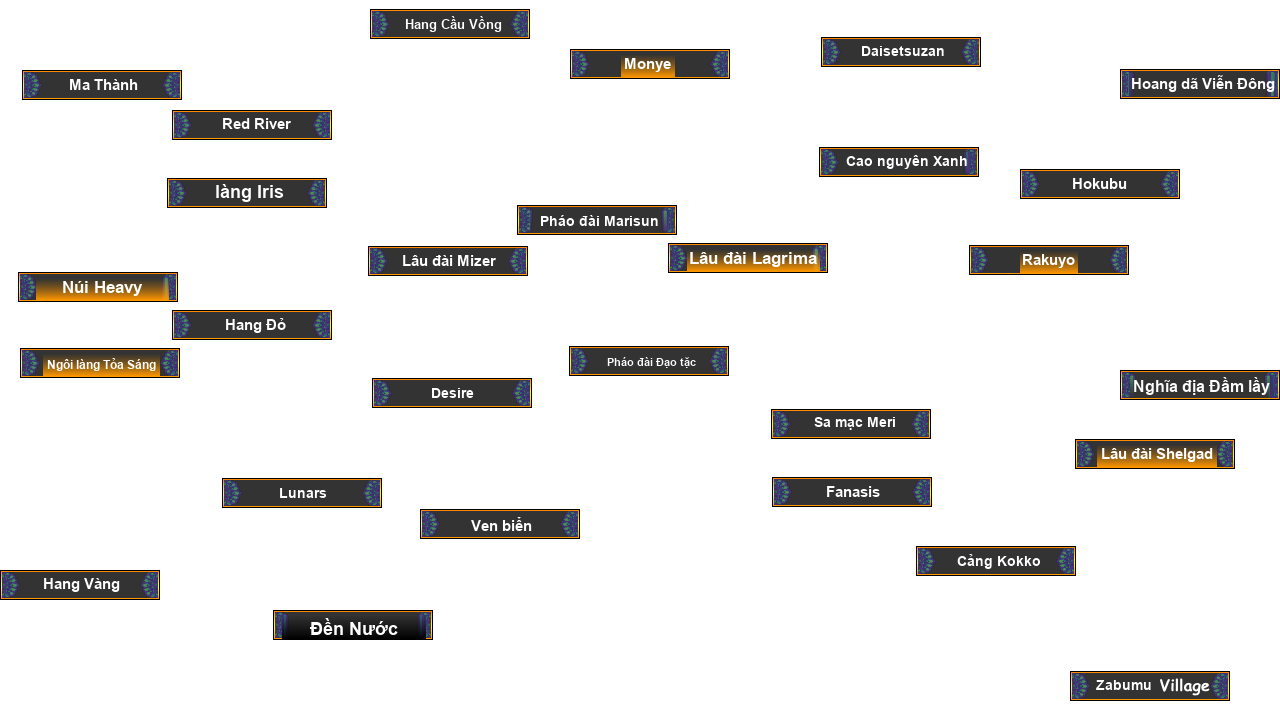 Hang Cầu Vồng
Daisetsuzan
Monye
Ma Thành
Hoang dã Viễn Đông
Red River
Cao nguyên Xanh
Hokubu
làng Iris
Pháo đài Marisun
Lâu đài Mizer
Lâu đài Lagrima
Rakuyo
Núi Heavy
Hang Đỏ
Ngôi làng Tỏa Sáng
Pháo đài Đạo tặc
Nghĩa địa Đầm lầy
Desire
Sa mạc Meri
Lâu đài Shelgad
Lunars
Fanasis
Ven biển
Cảng Kokko
Hang Vàng
Đền Nước
Zabumu Village